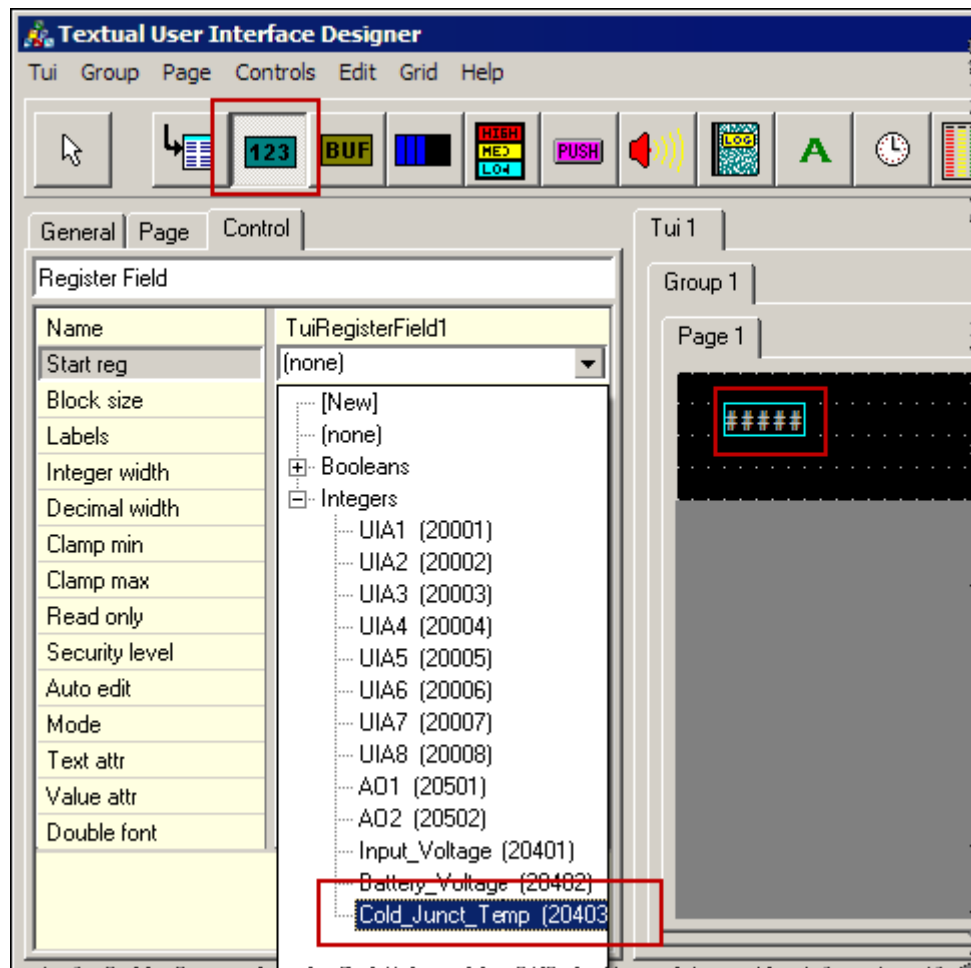 Textual User Interface Designer
Tui Group Page Controls Edit Grid Help
123 BUF HIGH MED LOW PUSH LOG A
General Page Control
Register Field
Name TuiRegisterField1
Start reg (none)
Block size
Labels
Integer width
Decimal width
Clamp min
Clamp max
Read only
Security level
Auto edit
Mode
Text attr
Value attr
Double font
[New]
(none)
Booleans
Integers
UIA1 (20001)
UIA2 (20002)
UIA3 (20003)
UIA4 (20004)
UIA5 (20005)
UIA6 (20006)
UIA7 (20007)
UIA8 (20008)
AO1 (20501)
AO2 (20502)
Input_Voltage (20401)
Battery_Voltage (20402)
Cold_Junct_Temp (20403
Tui 1
Group 1
Page 1
#####